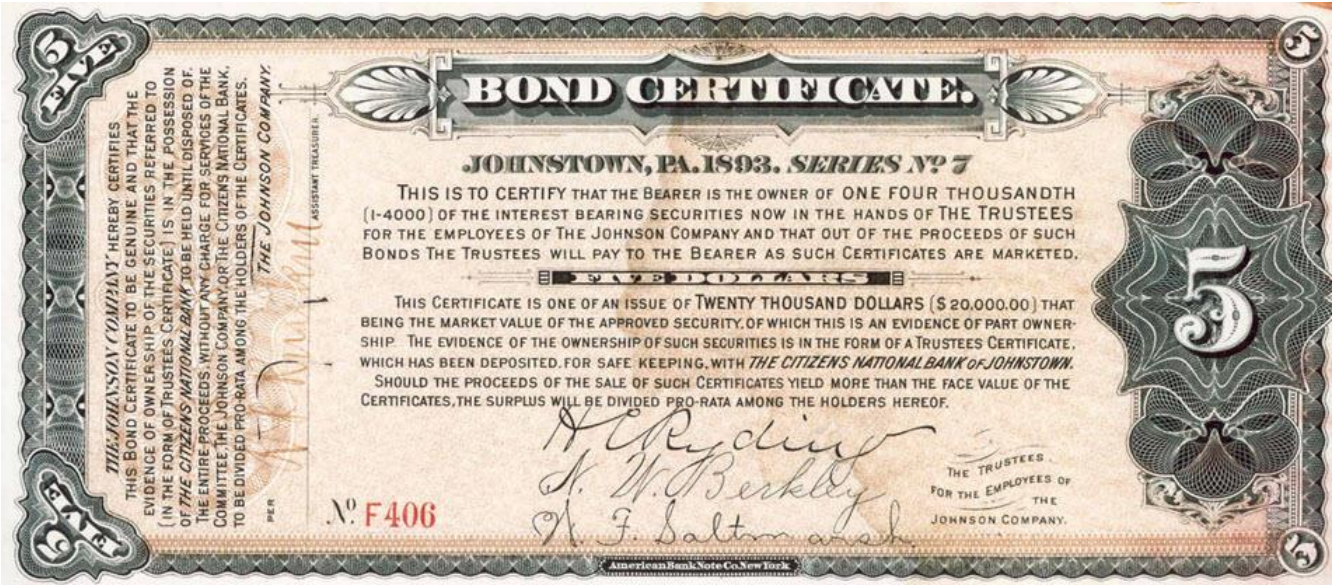 5
FIVE
5
THE JOHNSON COMPANY HEREBY CERTIFIES
THIS BOND CERTIFICATE TO BE GENUINE AND THAT THE
EVIDENCE OF OWNERSHIP OF THE SECURITIES REFERRED TO
(IN THE FORM OF TRUSTEES CERTIFICATE) IS IN THE POSSESSION
OF THE CITIZENS NATIONAL BANK TO BE HELD UNTIL DISPOSED OF,
THE ENTIRE PROCEEDS, WITHOUT ANY CHARGE FOR SERVICES OF THE
COMMITTEE, THE JOHNSON COMPANY, OR THE CITIZENS NATIONAL BANK,
TO BE DIVIDED PRO-RATA AMONG THE HOLDERS OF THE CERTIFICATES.
THE JOHNSON COMPANY.
PER
ASSISTANT TREASURER.
BOND CERTIFICATE.
JOHNSTOWN, PA. 1893. SERIES No. 7
THIS IS TO CERTIFY THAT THE BEARER IS THE OWNER OF ONE FOUR THOUSANDTH
(1-4000) OF THE INTEREST BEARING SECURITIES NOW IN THE HANDS OF THE TRUSTEES
FOR THE EMPLOYEES OF THE JOHNSON COMPANY AND THAT OUT OF THE PROCEEDS OF SUCH
BONDS THE TRUSTEES WILL PAY TO THE BEARER AS SUCH CERTIFICATES ARE MARKETED.
FIVE DOLLARS
THIS CERTIFICATE IS ONE OF AN ISSUE OF TWENTY THOUSAND DOLLARS ($20.000.00) THAT
BEING THE MARKET VALUE OF THE APPROVED SECURITY, OF WHICH THIS IS AN EVIDENCE OF PART OWNER-
SHIP. THE EVIDENCE OF THE OWNERSHIP OF SUCH SECURITIES IS IN THE FORM OF A TRUSTEES CERTIFICATE,
WHICH HAS BEEN DEPOSITED, FOR SAFE KEEPING, WITH THE CITIZENS NATIONAL BANK OF JOHNSTOWN.
SHOULD THE PROCEEDS OF THE SALE OF SUCH CERTIFICATES YIELD MORE THAN THE FACE VALUE OF THE
CERTIFICATES, THE SURPLUS WILL BE DIVIDED PRO-RATA AMONG THE HOLDERS HEREOF.
H E Ryding
N. W. Berkley
W. F. Saltmarsh
THE TRUSTEES
FOR THE EMPLOYEES OF
THE
JOHNSON COMPANY.
No. F406
5
FIVE
5
5
American Bank Note Co. New York